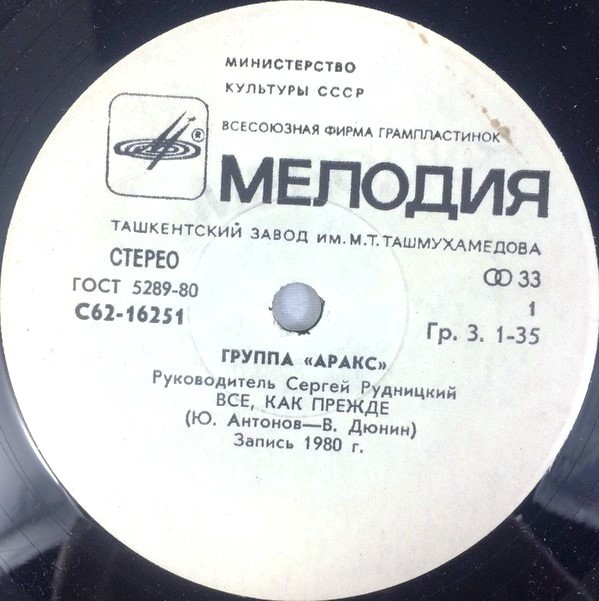 МИНИСТЕРСТВО
КУЛЬТУРЫ СССР
®
ВСЕСОЮЗНАЯ ФИРМА ГРАМПЛАСТИНОК
МЕЛОДИЯ
ТАШКЕНТСКИЙ ЗАВОД ИМ. М.Т. ТАШМУХАМЕДОВА
СТЕРЕО
ГОСТ 5289-80
С62-16251
33
1
Гр. 3. 1-35
ГРУППА «АРАКС»
Руководитель Сергей Рудницкий
ВСЕ, КАК ПРЕЖДЕ
(Ю. Антонов—В. Дюнин)
Запись 1980 г.